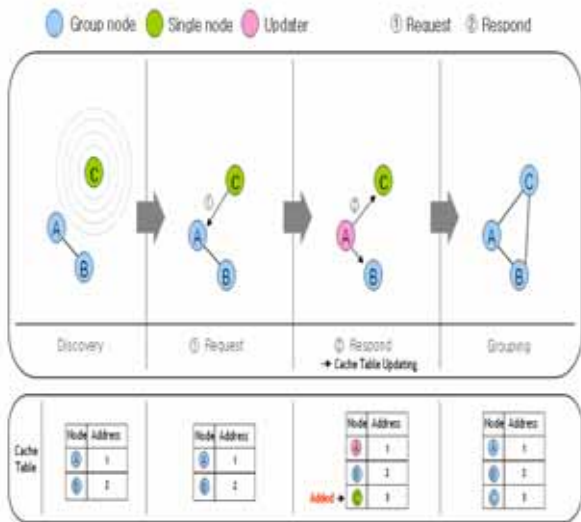 Group node Single node Updater ① Request ② Respond
C
A
B
C
①
A
B
C
②
A
B
C
A
B
Discovery ① Request ② Respond Grouping
→ Cache Table Updating
Cache Table
Node Address
A 1
B 2
Node Address
A 1
B 2
Node Address
A 1
B 2
Added → C 3
Node Address
A 1
B 2
C 3